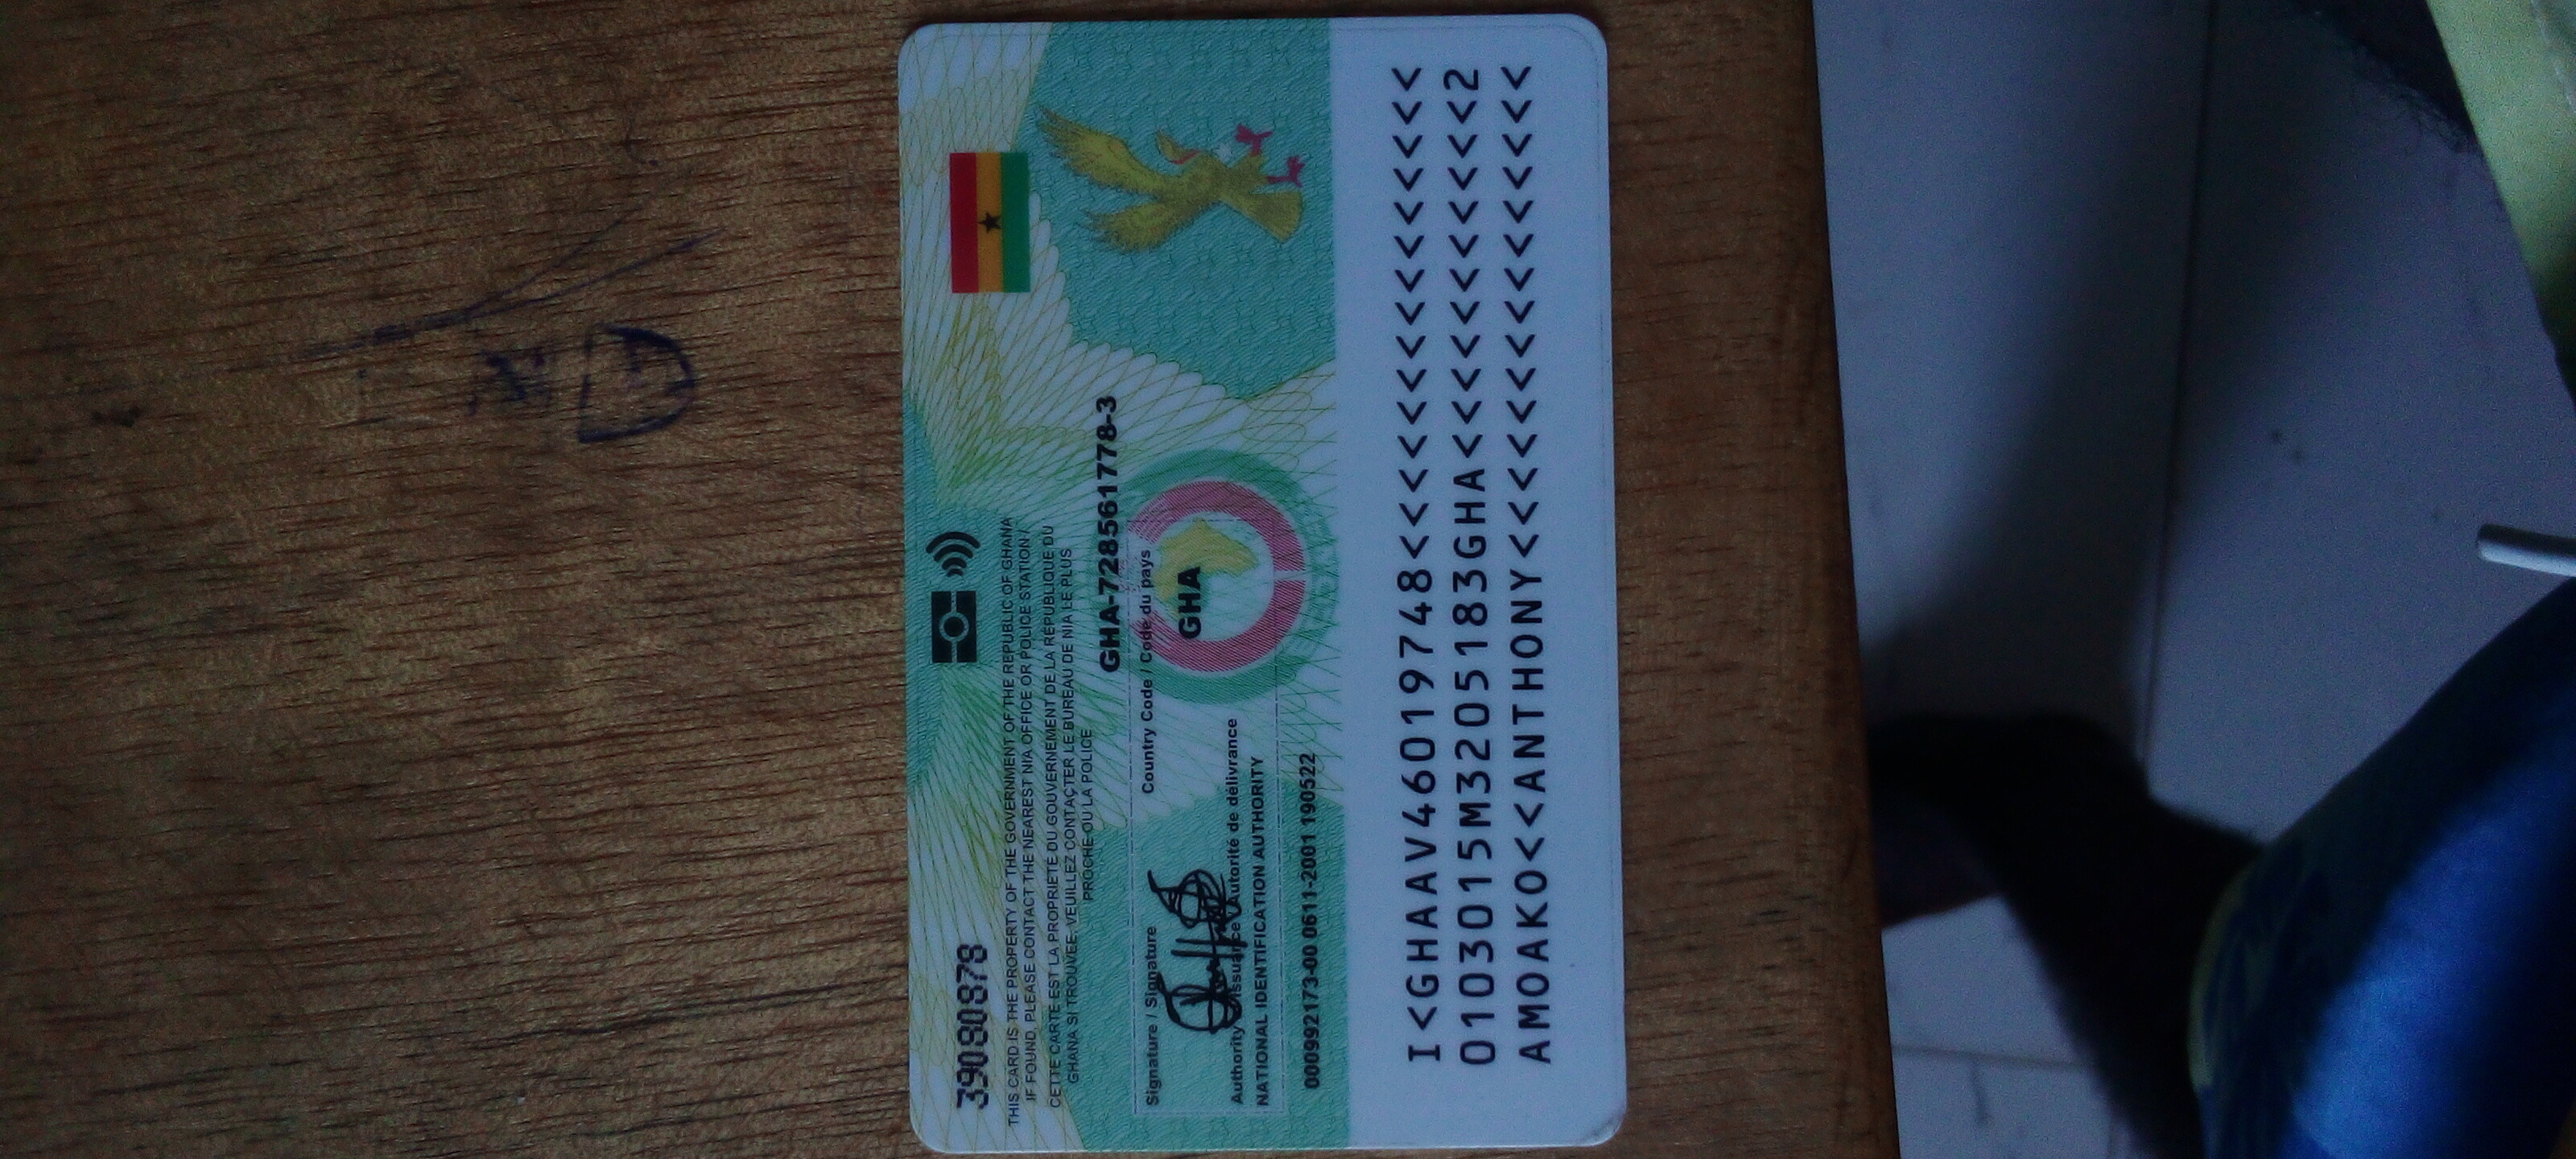 39080878
THIS CARD IS THE PROPERTY OF THE GOVERNMENT OF THE REPUBLIC OF GHANA
IF FOUND, PLEASE CONTACT THE NEAREST NIA OFFICE OR POLICE STATION /
CETTE CARTE EST LA PROPRIETE DU GOUVERNEMENT DE LA REPUBLIQUE DU
GHANA SI TROUVEE, VEUILLEZ CONTACTER LE BUREAU DE NIA LE PLUS
PROCHE OU LA POLICE
GHA-728561778-3
Signature / Signature
Country Code / Code du pays
GHA
Authority of Issuance / Autorité de délivrance
NATIONAL IDENTIFICATION AUTHORITY
000992173-00 0611-2001 190522
I<GHAAV46019748<<<<<<<<<<<<<<<
0103015M3205183GHA<<<<<<<<<<<2
AMOAKO<<ANTHONY<<<<<<<<<<<<<<<